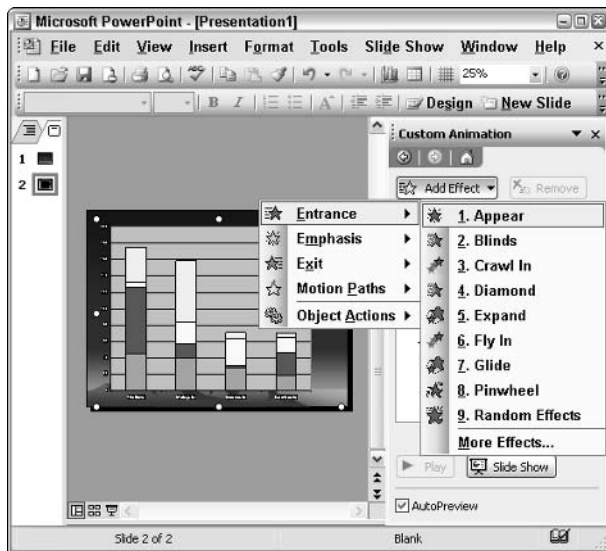 Microsoft PowerPoint - [Presentation1]
File Edit View Insert Format Tools Slide Show Window Help
25%
B I A Design New Slide
Custom Animation
1
2
Add Effect Remove
Entrance
Emphasis
Exit
Motion Paths
Object Actions
1. Appear
2. Blinds
3. Crawl In
4. Diamond
5. Expand
6. Fly In
7. Glide
8. Pinwheel
9. Random Effects
More Effects...
Play Slide Show
AutoPreview
Slide 2 of 2 Blank